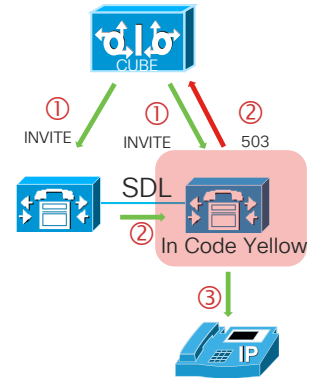 CUBE
① ① ②
INVITE INVITE 503
SDL
②
In Code Yellow
③
IP